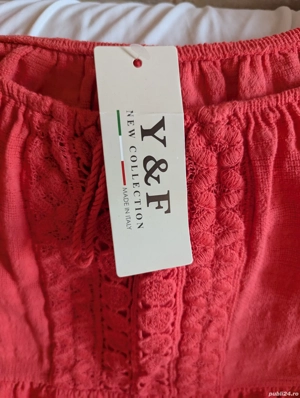 Y & F
NEW COLLECTION
MADE IN ITALY
publi24.ro